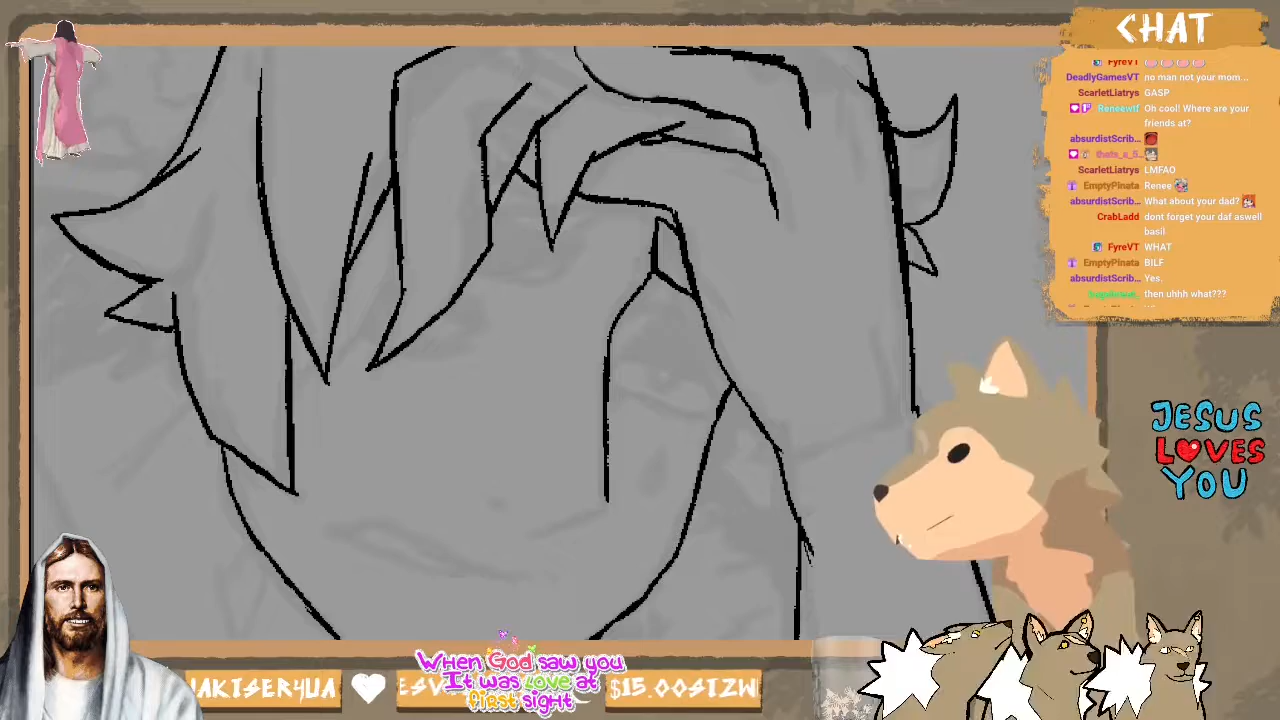 CHAT
FyreVT
DeadlyGamesVT no man not your mom...
ScarletLiatrys GASP
Reneewtf Oh cool! Where are your
friends at?
absurdistScrib...
thats_a_S...
ScarletLiatrys LMFAO
EmptyPinata Renee
absurdistScrib... What about your dad?
CrabLadd dont forget your daf aswell
basil
FyreVT WHAT
EmptyPinata BILF
absurdistScrib... Yes.
then uhhh what???
JESUS
LOVES
YOU
When God saw you
It was love at
first sight
$15.00